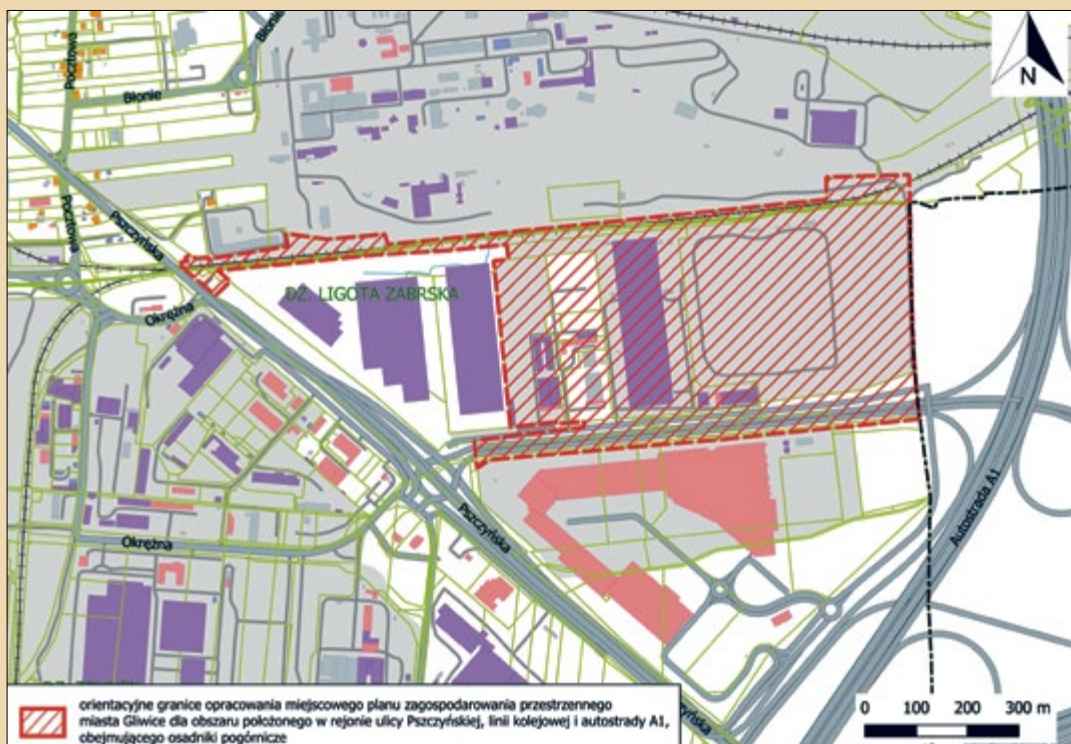 Pocztowa
Błonie
Błonie
N
Pszczyńska
Pocztowa
DZ. LIGOTA ZABRSKA
Okrężna
Pszczyńska
Autostrada A1
Okrężna
orientacyjne granice opracowania miejscowego planu zagospodarowania przestrzennego
miasta Gliwice dla obszaru położonego w rejonie ulicy Pszczyńskiej, linii kolejowej i autostrady A1,
obejmującego osadniki pogórnicze
0 100 200 300 m